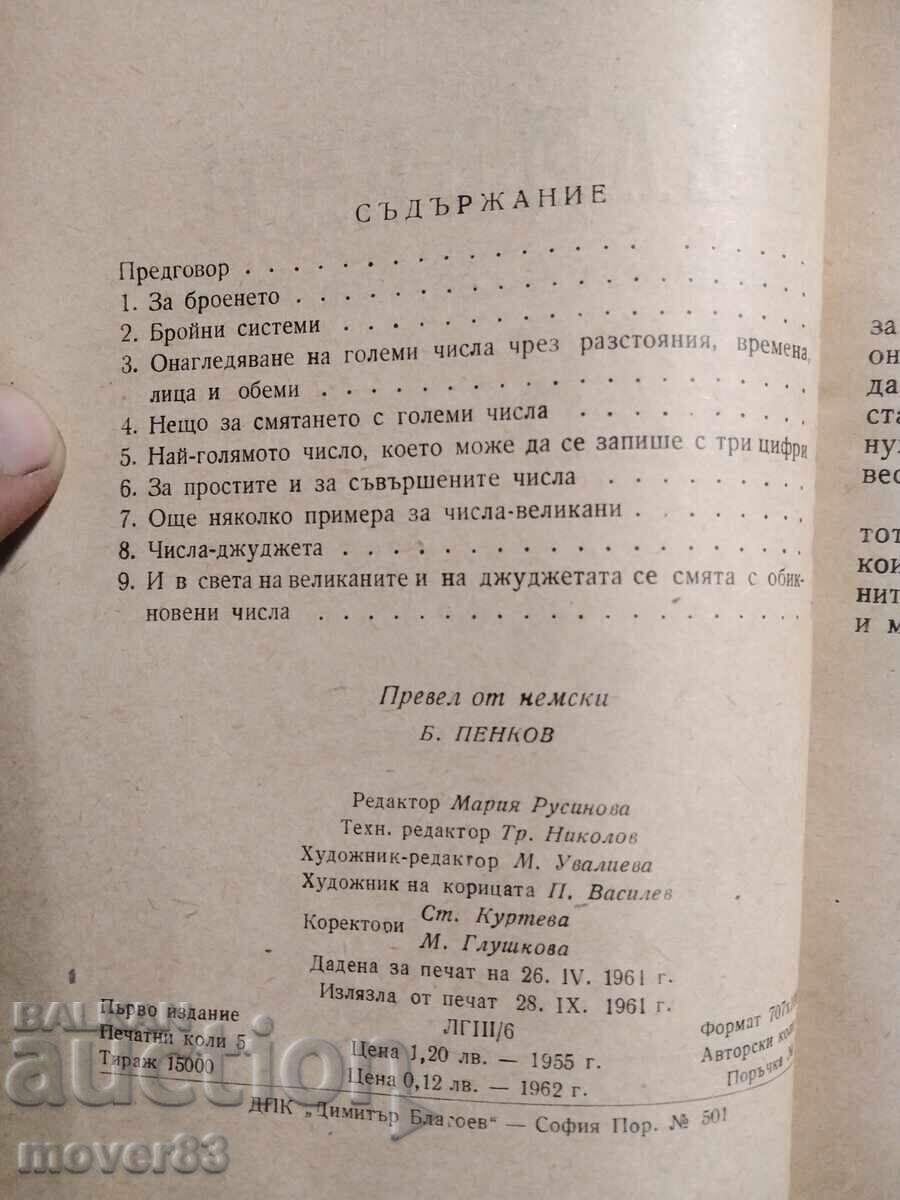 СЪДЪРЖАНИЕ
Предговор
1. За броенето
2. Бройни системи
3. Онагледяване на големи числа чрез разстояния, времена,
лица и обеми
4. Нещо за смятането с големи числа
5. Най-голямото число, което може да се запише с три цифри
6. За простите и за съвършените числа
7. Още няколко примера за числа-великани
8. Числа-джуджета
9. И в света на великаните и на джуджетата се смята с обик-
новени числа
Превел от немски
Б. ПЕНКОВ
Редактор Мария Русинова
Техн. редактор Тр. Николов
Художник-редактор М. Увалиева
Художник на корицата П. Василев
Коректори Ст. Куртева
М. Глушкова
Дадена за печат на 26. IV. 1961 г.
Излязла от печат 28. IX. 1961 г.
ЛГIII/6
Първо издание
Печатни коли 5
Тираж 15000
Цена 1,20 лв. — 1955 г.
Цена 0,12 лв. — 1962 г.
Формат
Авторски
Поръчка
ДПК „Димитър Благоев“ — София Пор. № 501
за
он
да
ста
ну
вес
тот
кои
нит
и м
BALKAN
auction
mover83